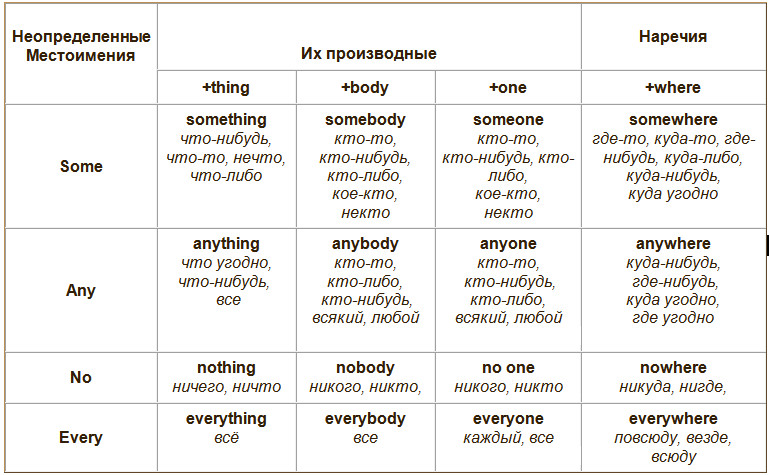 Неопределенные
Местоимения
Их производные
Наречия
+thing
+body
+one
+where
Some
something
что-нибудь,
что-то, нечто,
что-либо
somebody
кто-то,
кто-нибудь,
кто-либо,
кое-кто,
некто
someone
кто-то,
кто-нибудь, кто-
либо,
кое-кто,
некто
somewhere
где-то, куда-то, где-
нибудь, куда-либо,
куда-нибудь,
куда угодно
Any
anything
что угодно,
что-нибудь,
все
anybody
кто-то,
кто-либо,
кто-нибудь,
всякий, любой
anyone
кто-то,
кто-нибудь,
кто-либо,
всякий, любой
anywhere
куда-нибудь,
где-нибудь,
куда угодно,
где угодно
No
nothing
ничего, ничто
nobody
никого, никто,
no one
никого, никто
nowhere
никуда, нигде,
Every
everything
всё
everybody
все
everyone
каждый, все
everywhere
повсюду, везде,
всюду